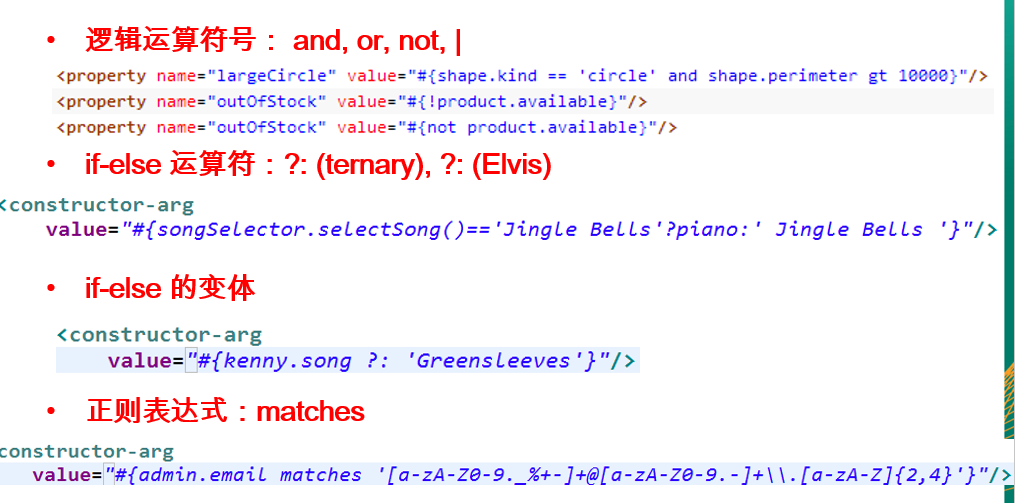 • 逻辑运算符号： and, or, not, |
<property name="largeCircle" value="#{shape.kind == 'circle' and shape.perimeter gt 10000}"/>
<property name="outOfStock" value="#{!product.available}"/>
<property name="outOfStock" value="#{not product.available}"/>
• if-else 运算符：?: (ternary), ?: (Elvis)
<constructor-arg
value="#{songSelector.selectSong()=='Jingle Bells'?piano:' Jingle Bells '}"/>
• if-else 的变体
<constructor-arg
value="#{kenny.song ?: 'Greensleeves'}"/>
• 正则表达式：matches
constructor-arg
value="#{admin.email matches '[a-zA-Z0-9._%+-]+@[a-zA-Z0-9.-]+\\.[a-zA-Z]{2,4}'}"/>